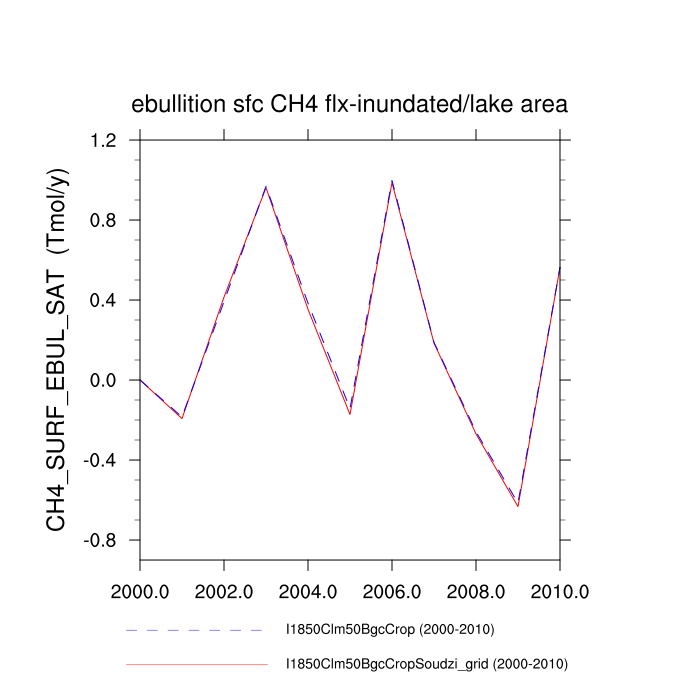 ebullition sfc CH4 flx-inundated/lake area
CH4_SURF_EBUL_SAT (Tmol/y)
1.2
0.8
0.4
0.0
-0.4
-0.8
2000.0 2002.0 2004.0 2006.0 2008.0 2010.0
I1850Clm50BgcCrop (2000-2010)
I1850Clm50BgcCropSoudzi_grid (2000-2010)